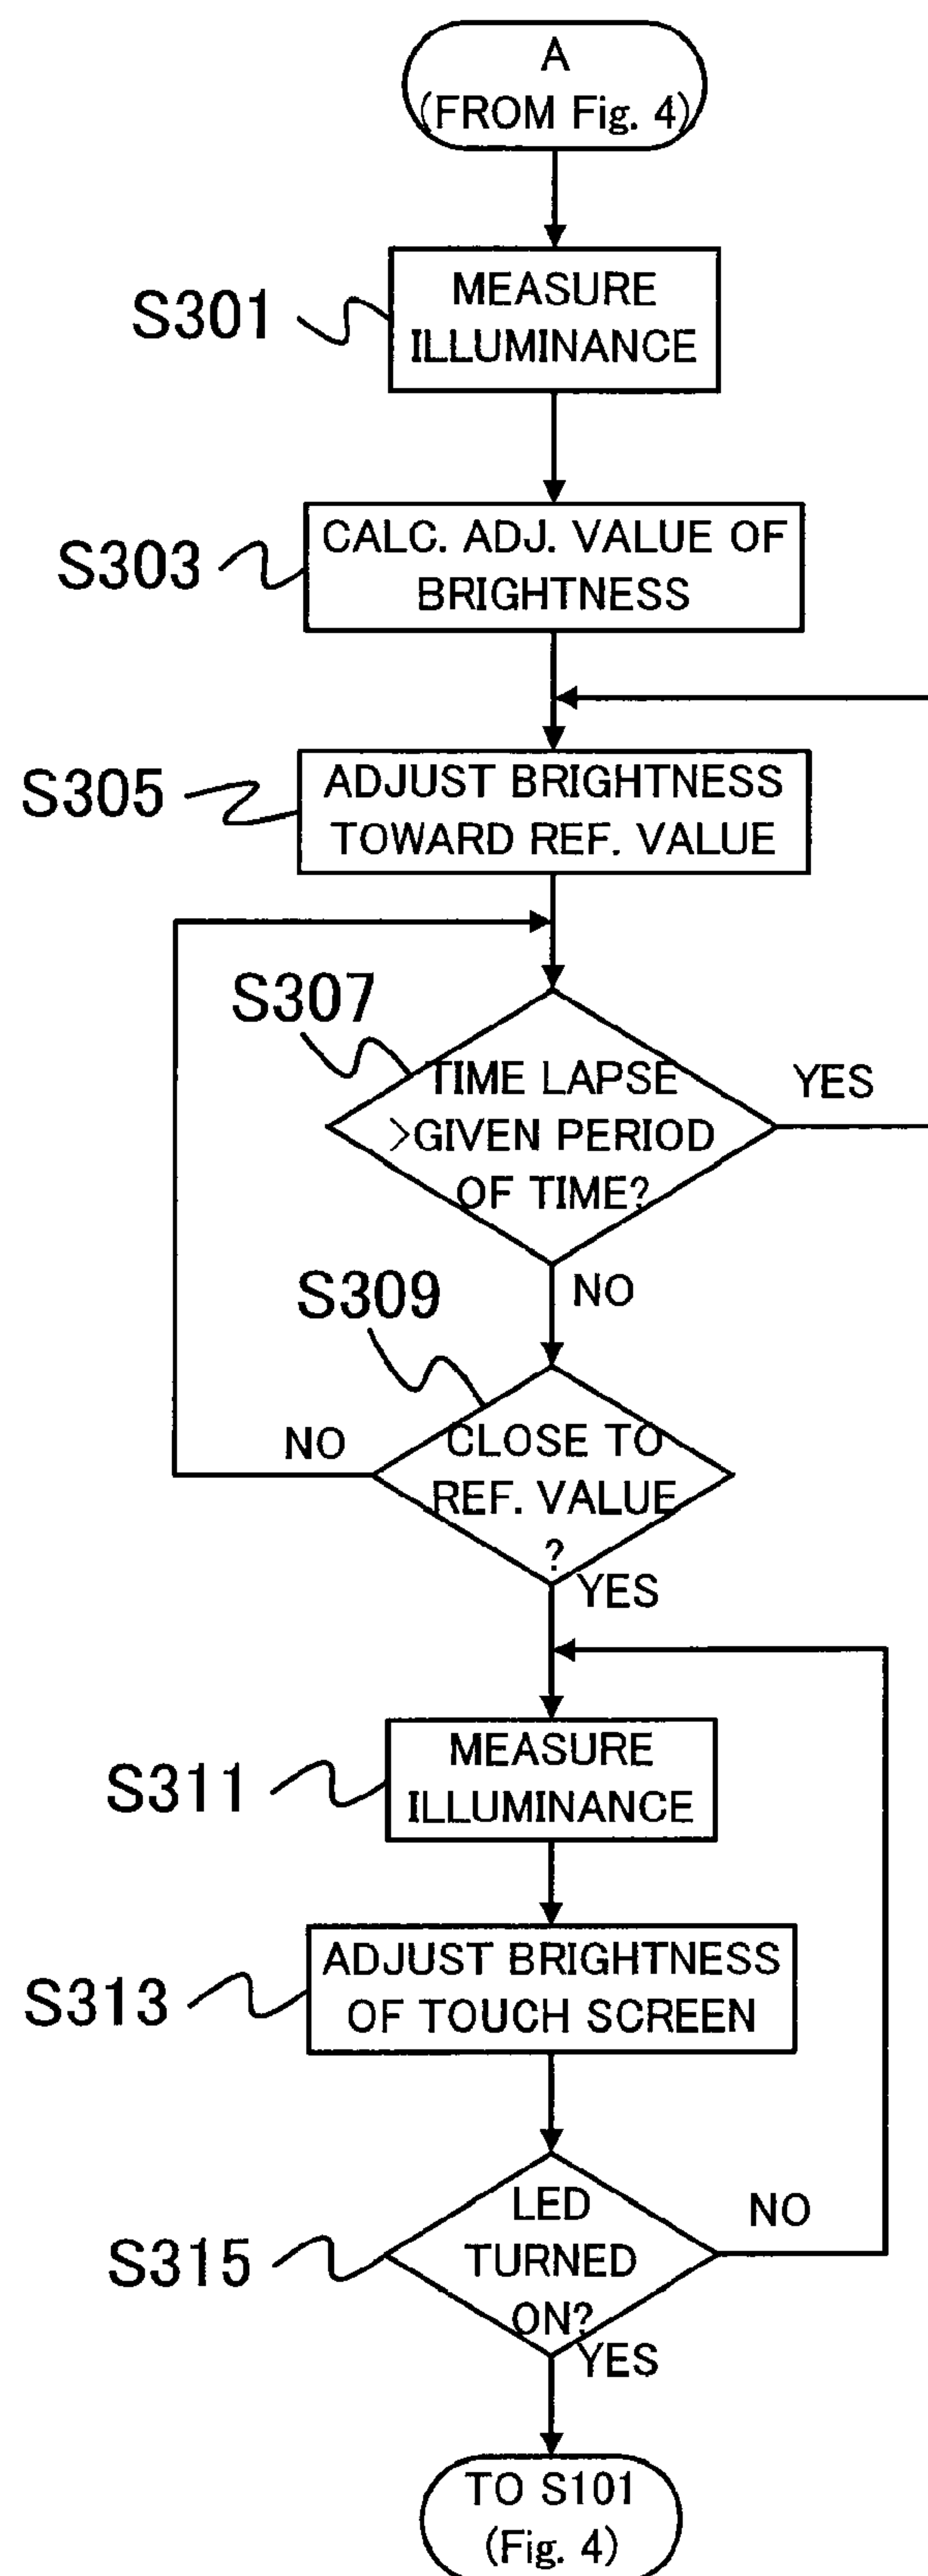 A
(FROM Fig. 4)
S301
MEASURE
ILLUMINANCE
S303
CALC. ADJ. VALUE OF
BRIGHTNESS
S305
ADJUST BRIGHTNESS
TOWARD REF. VALUE
S307
TIME LAPSE
>GIVEN PERIOD
OF TIME?
YES
NO
S309
CLOSE TO
REF. VALUE
?
NO
YES
S311
MEASURE
ILLUMINANCE
S313
ADJUST BRIGHTNESS
OF TOUCH SCREEN
S315
LED
TURNED
ON?
NO
YES
TO S101
(Fig. 4)